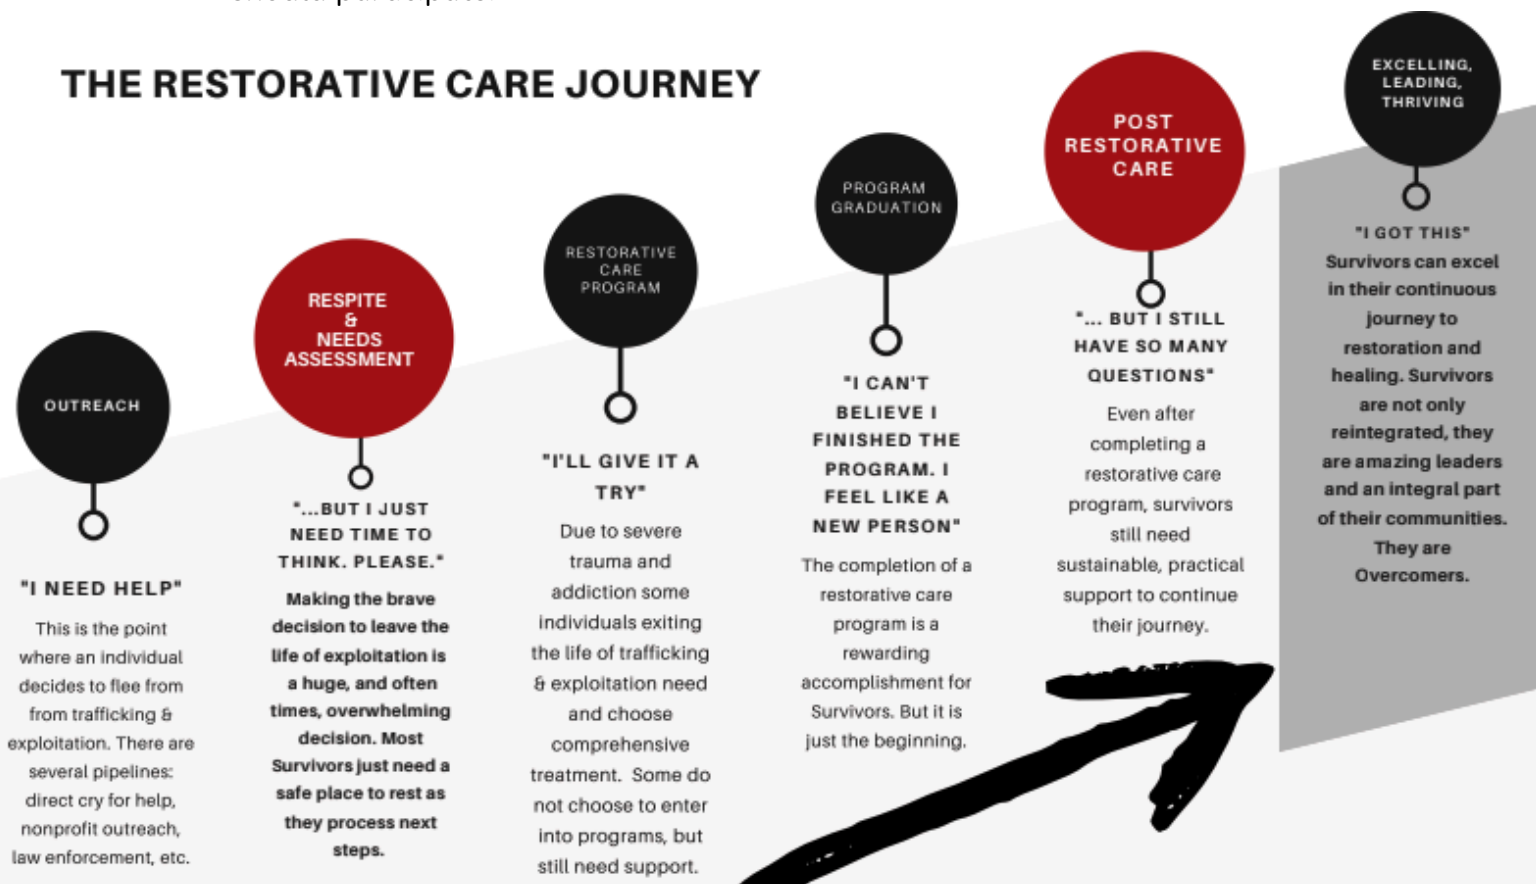 THE RESTORATIVE CARE JOURNEY
OUTREACH
"I NEED HELP"
This is the point
where an individual
decides to flee from
from trafficking &
exploitation. There are
several pipelines:
direct cry for help,
nonprofit outreach,
law enforcement, etc.
RESPITE
&
NEEDS
ASSESSMENT
"...BUT I JUST
NEED TIME TO
THINK. PLEASE."
Making the brave
decision to leave the
life of exploitation is
a huge, and often
times, overwhelming
decision. Most
Survivors just need a
safe place to rest as
they process next
steps.
RESTORATIVE
CARE
PROGRAM
"I'LL GIVE IT A
TRY"
Due to severe
trauma and
addiction some
individuals exiting
the life of trafficking
& exploitation need
and choose
comprehensive
treatment. Some do
not choose to enter
into programs, but
still need support.
PROGRAM
GRADUATION
"I CAN'T
BELIEVE I
FINISHED THE
PROGRAM. I
FEEL LIKE A
NEW PERSON"
The completion of a
restorative care
program is a
rewarding
accomplishment for
Survivors. But it is
just the beginning.
POST
RESTORATIVE
CARE
"... BUT I STILL
HAVE SO MANY
QUESTIONS"
Even after
completing a
restorative care
program, survivors
still need
sustainable, practical
support to continue
their journey.
EXCELLING,
LEADING,
THRIVING
"I GOT THIS"
Survivors can excel
in their continuous
journey to
restoration and
healing. Survivors
are not only
reintegrated, they
are amazing leaders
and an integral part
of their communities.
They are
Overcomers.